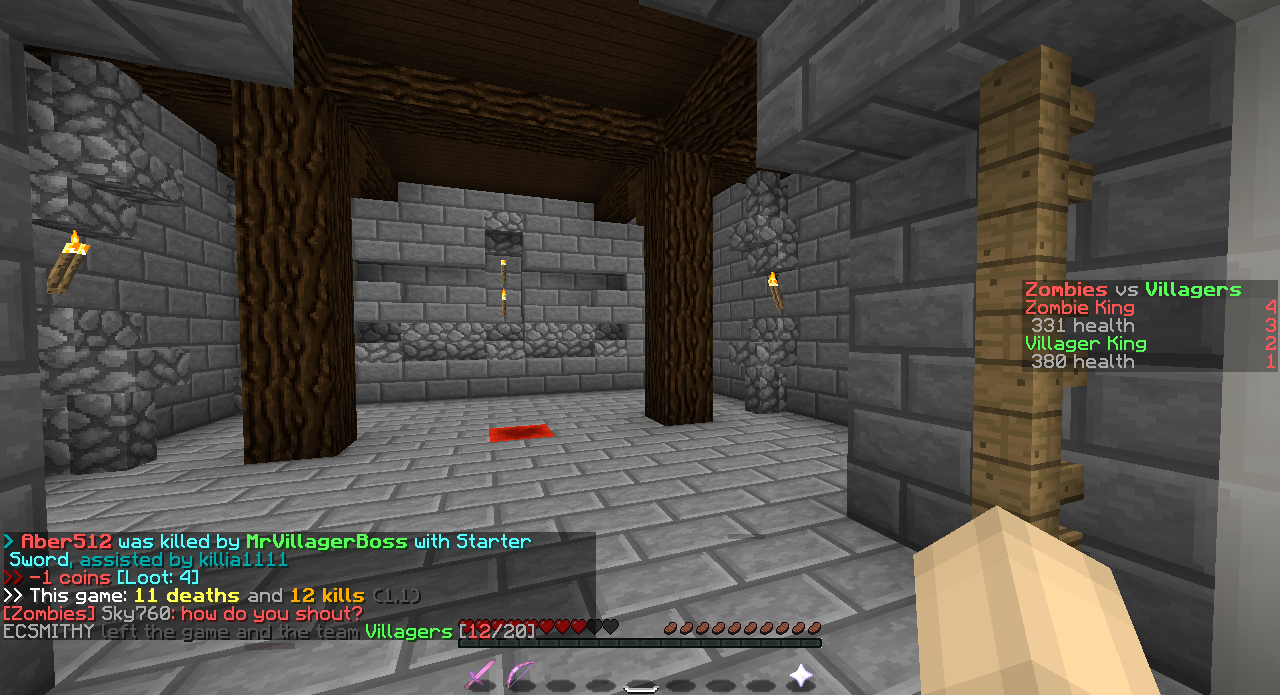 Zombies vs Villagers
Zombie King 4
331 health 3
Villager King 2
380 health 1
> Aber512 was killed by MrVillagerBoss with Starter
Sword, assisted by killia1111
>> -1 coins [Loot: 4]
>> This game: 11 deaths and 12 kills (1.1)
[Zombies] Sky760: how do you shout?
ECSMITHY left the game and the team Villagers [12/20]